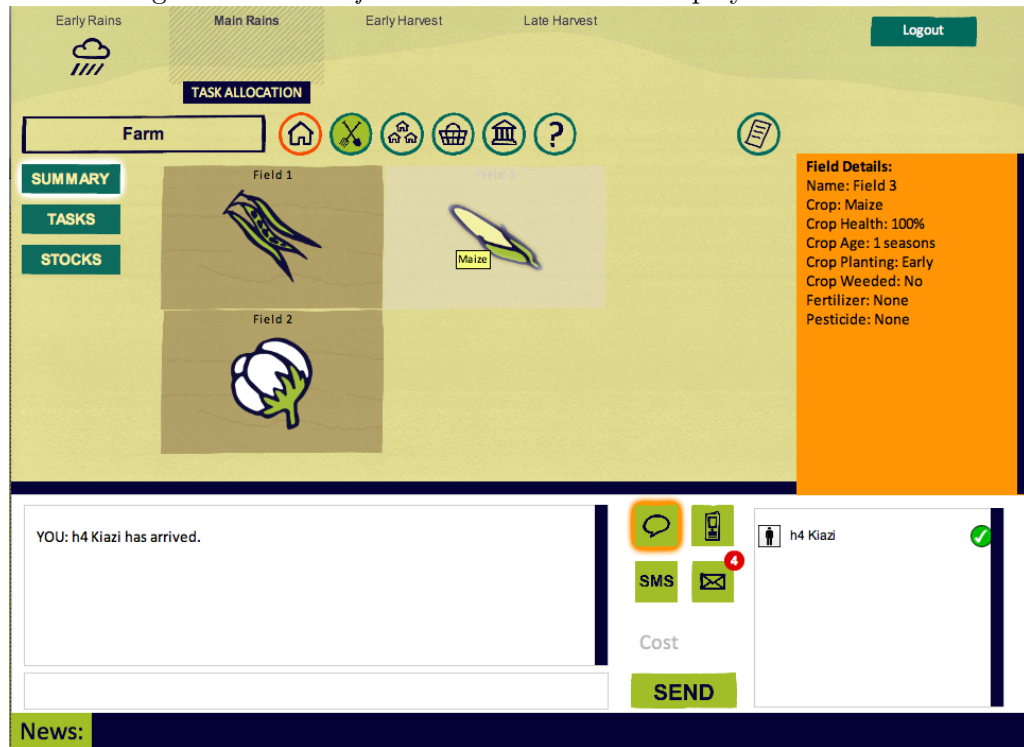 Early Rains
Main Rains
Early Harvest
Late Harvest
Logout
TASK ALLOCATION
Farm
?
SUMMARY
TASKS
STOCKS
Field 1
Field 3
Maize
Field 2
Field Details:
Name: Field 3
Crop: Maize
Crop Health: 100%
Crop Age: 1 seasons
Crop Planting: Early
Crop Weeded: No
Fertilizer: None
Pesticide: None
YOU: h4 Kiazi has arrived.
SMS
4
Cost
SEND
h4 Kiazi
News: